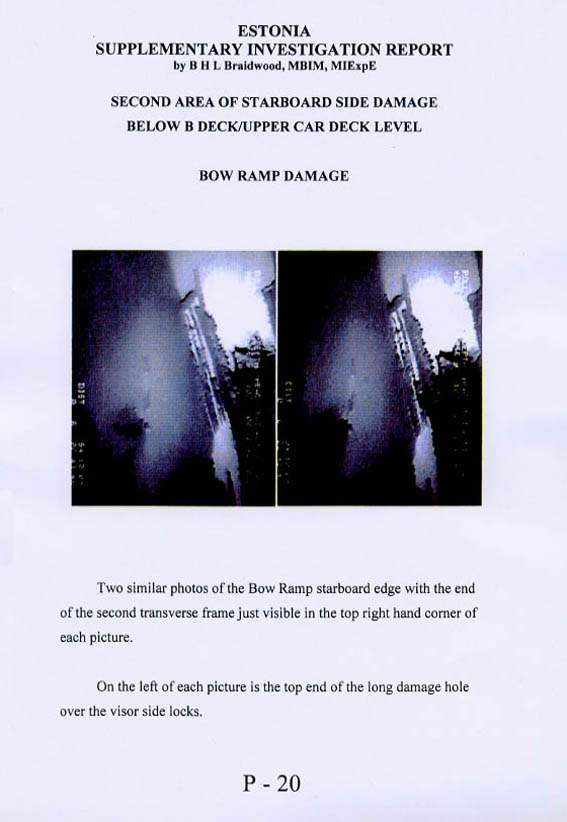 ESTONIA
SUPPLEMENTARY INVESTIGATION REPORT
by B H L Braidwood, MBIM, MIExpE
SECOND AREA OF STARBOARD SIDE DAMAGE
BELOW B DECK/UPPER CAR DECK LEVEL
BOW RAMP DAMAGE
Two similar photos of the Bow Ramp starboard edge with the end
of the second transverse frame just visible in the top right hand corner of
each picture.
On the left of each picture is the top end of the long damage hole
over the visor side locks.
P - 20